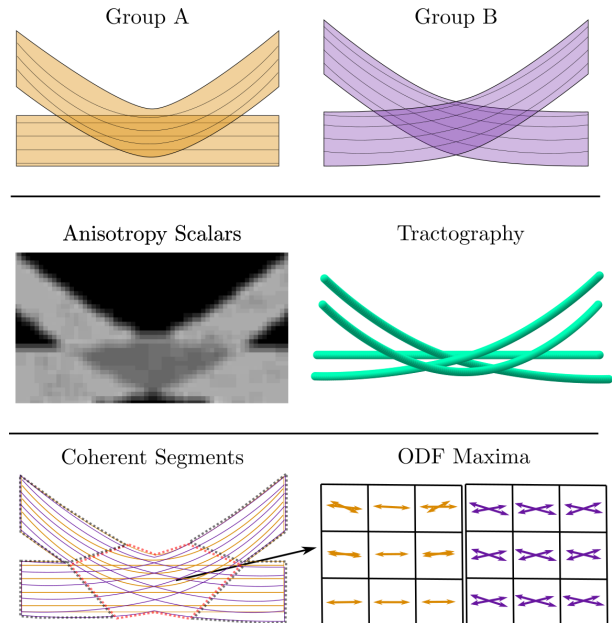 Group A
Group B
Anisotropy Scalars
Tractography
Coherent Segments
ODF Maxima